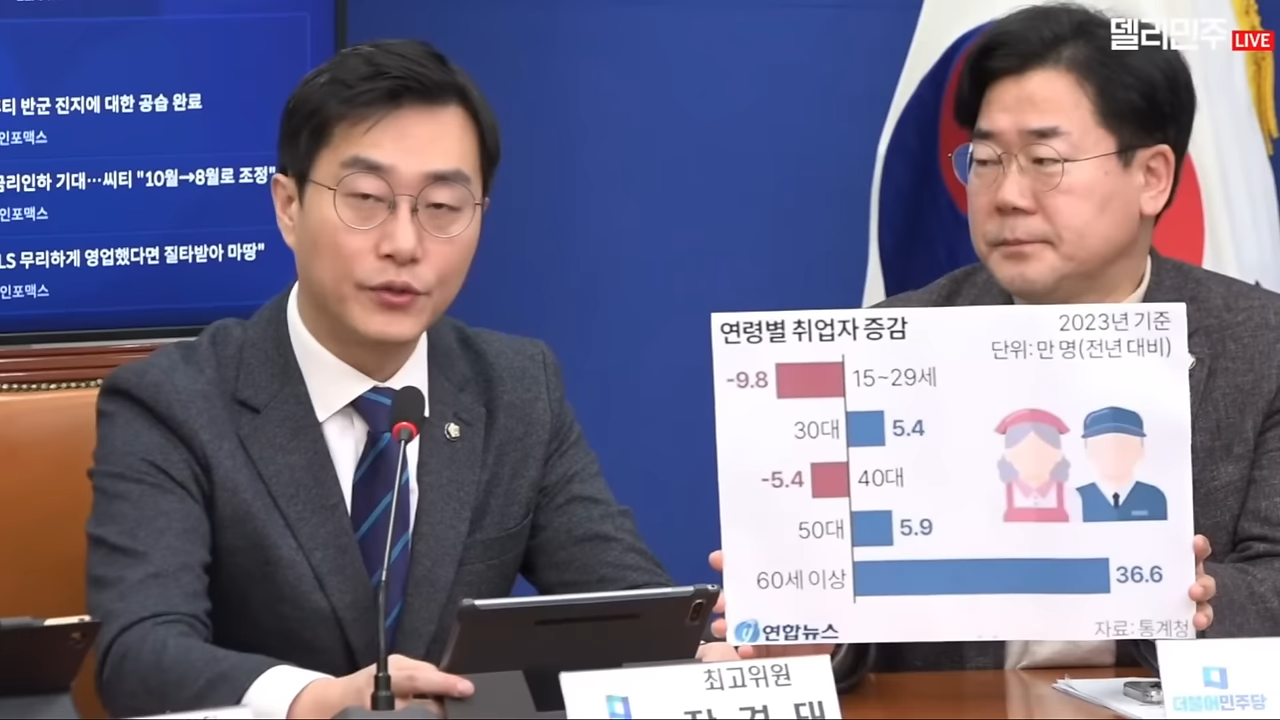 델리민주 LIVE
티 반군 진지에 대한 공습 완료
인포맥스
금리인하 기대…씨티 "10월→8월로 조정"
인포맥스
LS 무리하게 영업했다면 질타받아 마땅"
인포맥스
연령별 취업자 증감
2023년 기준
단위: 만 명(전년 대비)
-9.8 15~29세
30대 5.4
-5.4 40대
50대 5.9
60세 이상 36.6
연합뉴스
자료: 통계청
최고위원
장경태
더불어민주당